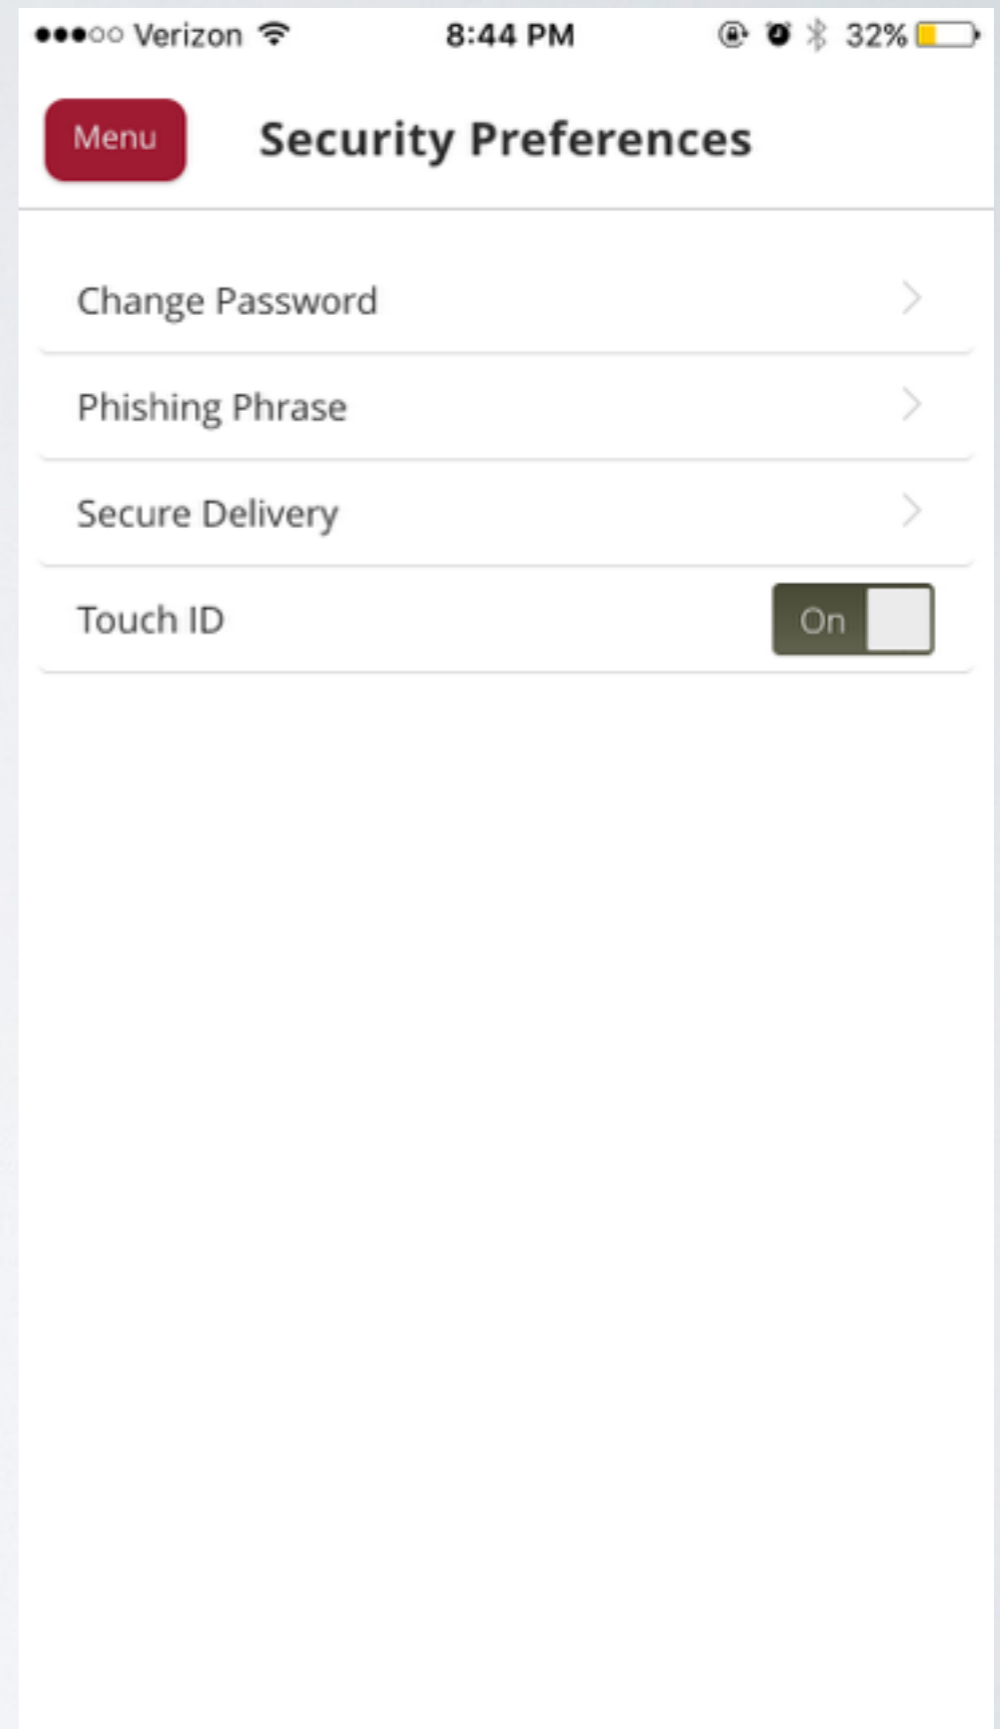 Verizon 8:44 PM 32%
Menu Security Preferences
Change Password
Phishing Phrase
Secure Delivery
Touch ID On